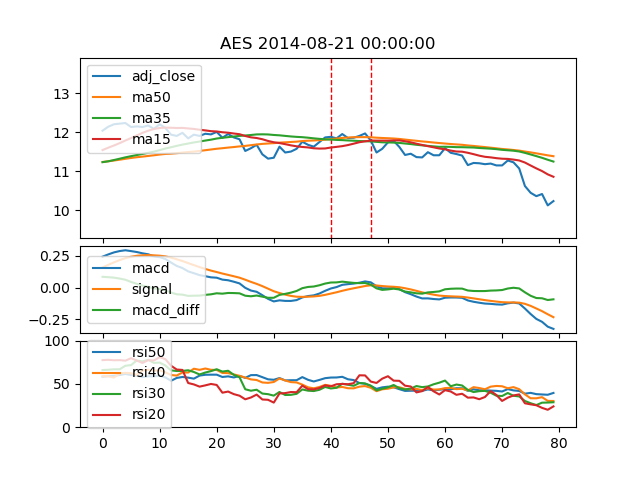 AES 2014-08-21 00:00:00
adj_close
ma50
ma35
ma15
13
12
11
10
macd
signal
macd_diff
0.25
0.00
−0.25
rsi50
rsi40
rsi30
rsi20
100
50
0
0 10 20 30 40 50 60 70 80